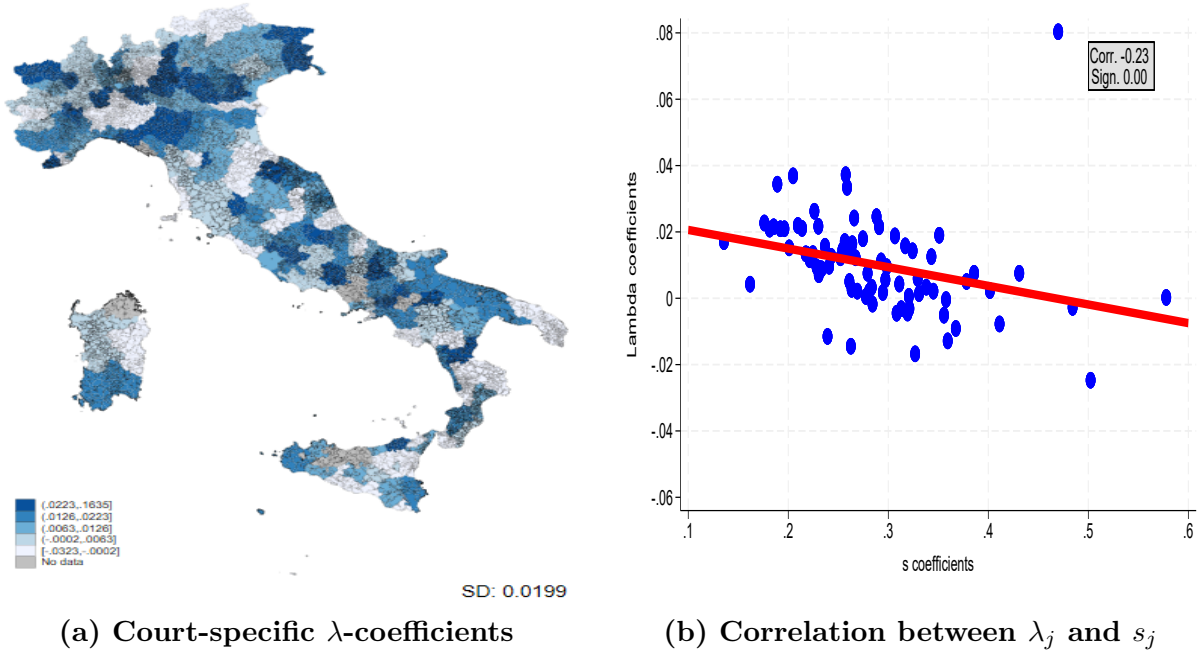 (.0223,.1635]
(.0126,.0223]
(.0063,.0126]
(-.0002,.0063]
[-.0323,-.0002]
No data
SD: 0.0199
(a) Court-specific λ-coefficients
Corr. -0.23
Sign. 0.00
Lambda coefficients
.08
.06
.04
.02
0
-.02
-.04
-.06
.1 .2 .3 .4 .5 .6
s coefficients
(b) Correlation between λj and sj